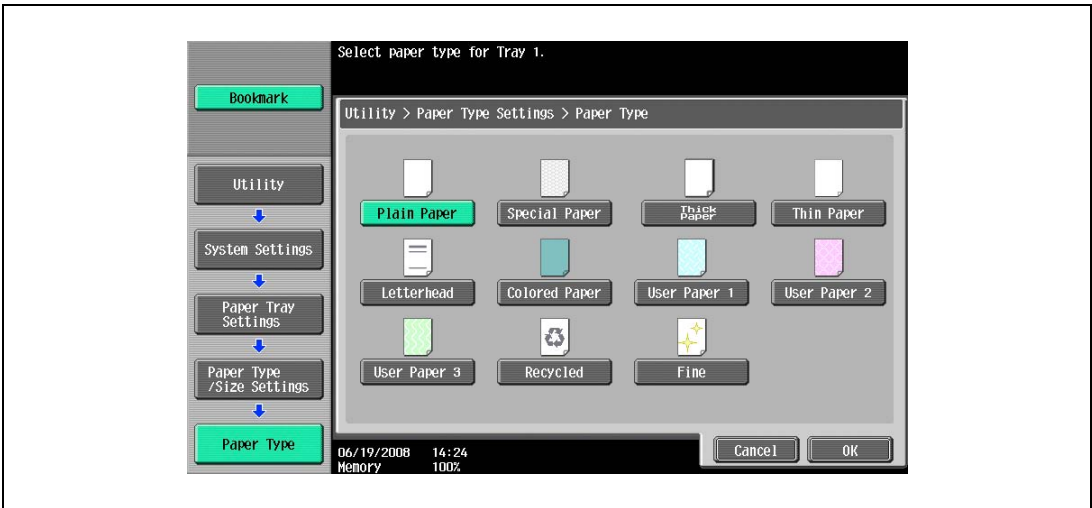 Select paper type for Tray 1.
Bookmark
Utility > Paper Type Settings > Paper Type
Utility
System Settings
Paper Tray
Settings
Paper Type
/Size Settings
Paper Type
Plain Paper
Special Paper
Thick
Paper
Thin Paper
Letterhead
Colored Paper
User Paper 1
User Paper 2
User Paper 3
Recycled
Fine
06/19/2008 14:24
Memory 100%
Cancel
OK